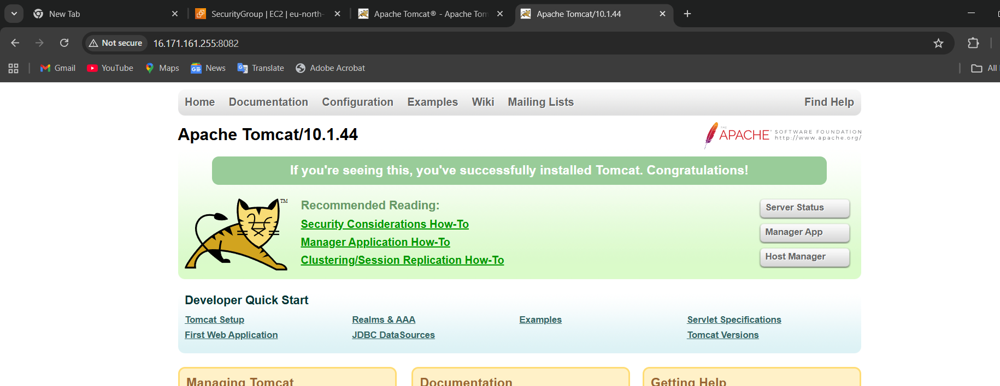 New Tab
SecurityGroup | EC2 | eu-north-
Apache Tomcat® - Apache Tom
Apache Tomcat/10.1.44
Not secure
16.171.161.255:8082
Gmail
YouTube
Maps
News
Translate
Adobe Acrobat
All
Home
Documentation
Configuration
Examples
Wiki
Mailing Lists
Find Help
Apache Tomcat/10.1.44
THE
APACHE® SOFTWARE FOUNDATION
http://www.apache.org/
If you're seeing this, you've successfully installed Tomcat. Congratulations!
TM
Recommended Reading:
Security Considerations How-To
Manager Application How-To
Clustering/Session Replication How-To
Server Status
Manager App
Host Manager
Developer Quick Start
Tomcat Setup
First Web Application
Realms & AAA
JDBC DataSources
Examples
Servlet Specifications
Tomcat Versions
Managing Tomcat
Documentation
Getting Help